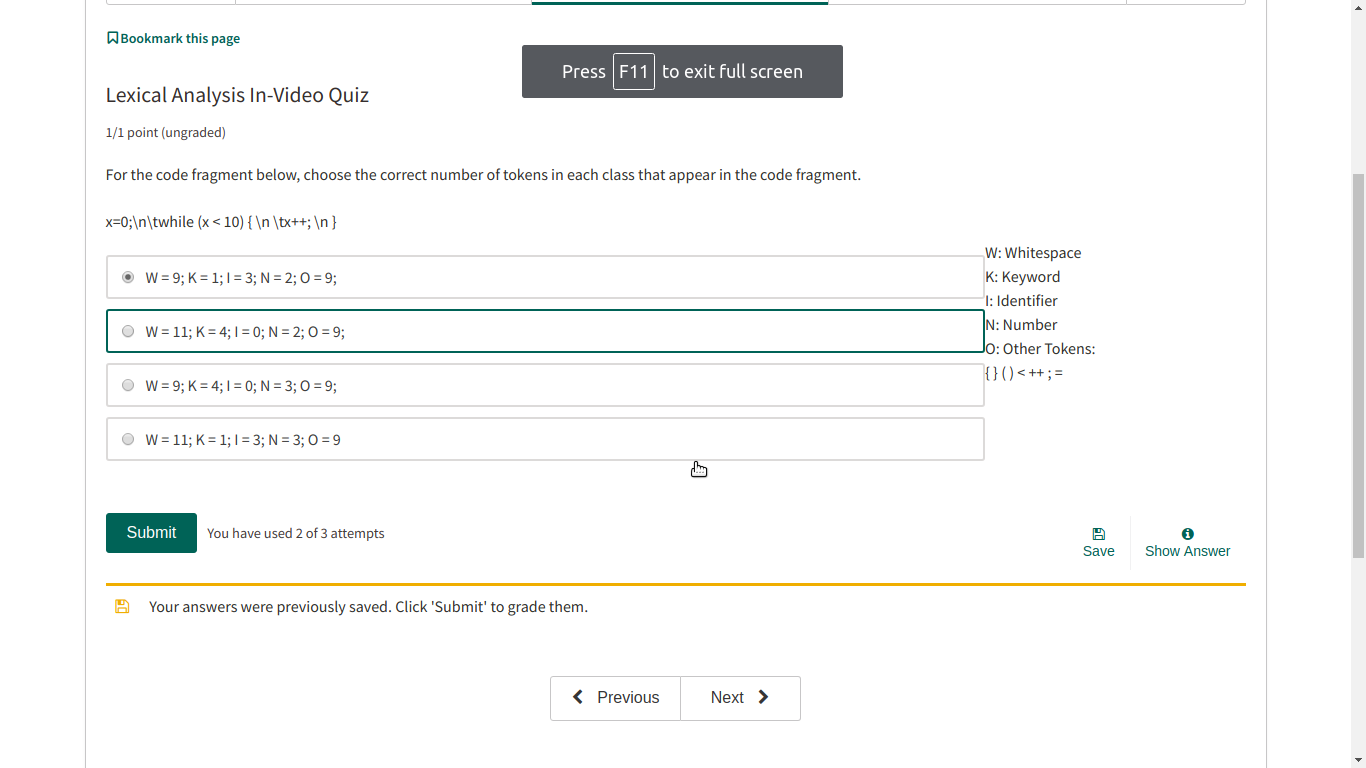 Bookmark this page
Press F11 to exit full screen
Lexical Analysis In-Video Quiz
1/1 point (ungraded)
For the code fragment below, choose the correct number of tokens in each class that appear in the code fragment.
x=0;\n\twhile (x < 10) { \n \tx++; \n }
W: Whitespace
W = 9; K = 1; I = 3; N = 2; O = 9;
K: Keyword
I: Identifier
W = 11; K = 4; I = 0; N = 2; O = 9;
N: Number
O: Other Tokens:
{ } ( ) < ++ ; =
W = 9; K = 4; I = 0; N = 3; O = 9;
W = 11; K = 1; I = 3; N = 3; O = 9
Submit
You have used 2 of 3 attempts
Save
Show Answer
Your answers were previously saved. Click 'Submit' to grade them.
Previous
Next